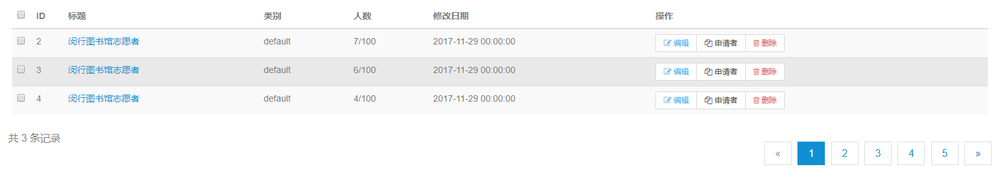 ID 标题 类别 人数 修改日期 操作
2 闵行图书馆志愿者 default 7/100 2017-11-29 00:00:00 编辑 申请者 删除
3 闵行图书馆志愿者 default 6/100 2017-11-29 00:00:00 编辑 申请者 删除
4 闵行图书馆志愿者 default 4/100 2017-11-29 00:00:00 编辑 申请者 删除
共 3 条记录
« 1 2 3 4 5 »